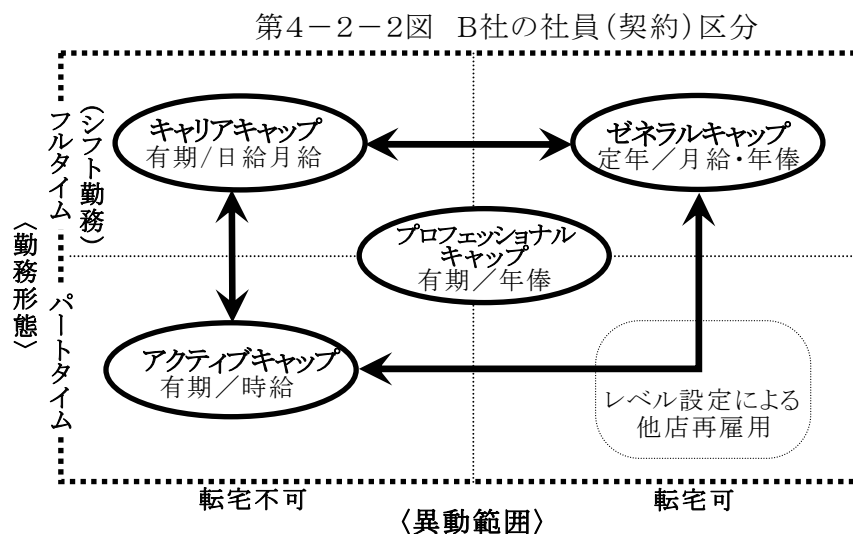 第4－2－2図 B社の社員(契約)区分
キャリアキャップ
有期/日給月給
ゼネラルキャップ
定年／月給・年俸
プロフェッショナル
キャップ
有期／年俸
アクティブキャップ
有期／時給
レベル設定による
他店再雇用
〈勤務形態〉
フルタイム
(シフト勤務)
パートタイム
転宅不可
転宅可
〈異動範囲〉